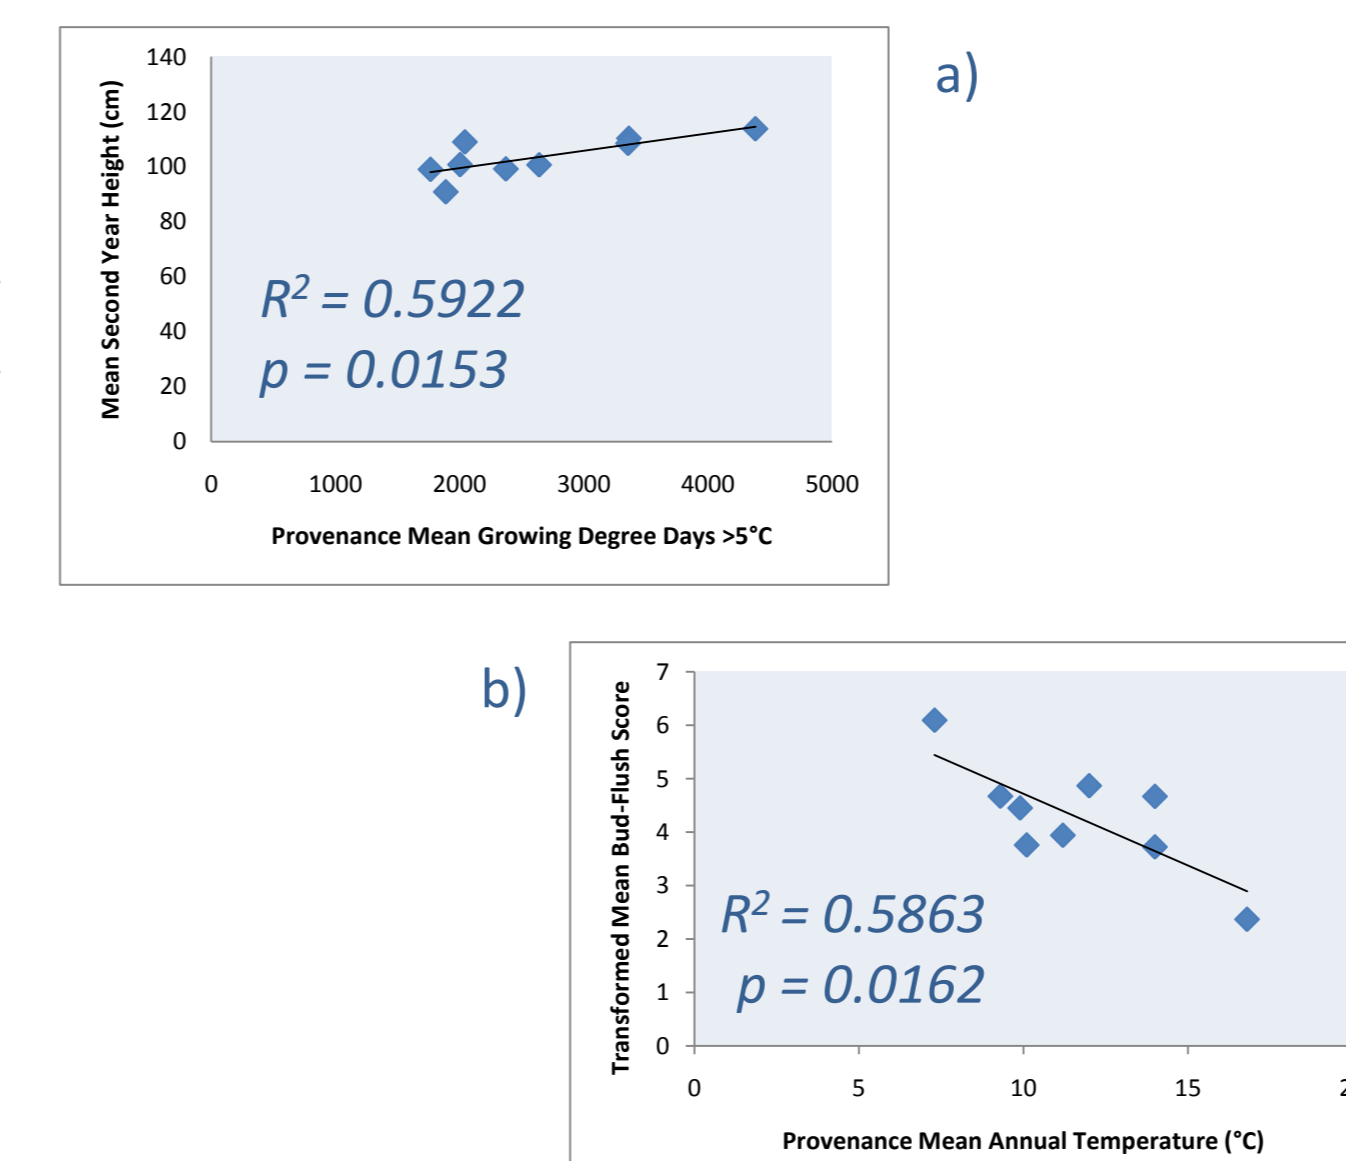 a)
140
120
100
80
60
40
20
0
Mean Second Year Height (cm)
R² = 0.5922
p = 0.0153
0 1000 2000 3000 4000 5000
Provenance Mean Growing Degree Days >5°C
b)
7
6
5
4
3
2
1
0
Transformed Mean Bud-Flush Score
R² = 0.5863
p = 0.0162
0 5 10 15
Provenance Mean Annual Temperature (°C)